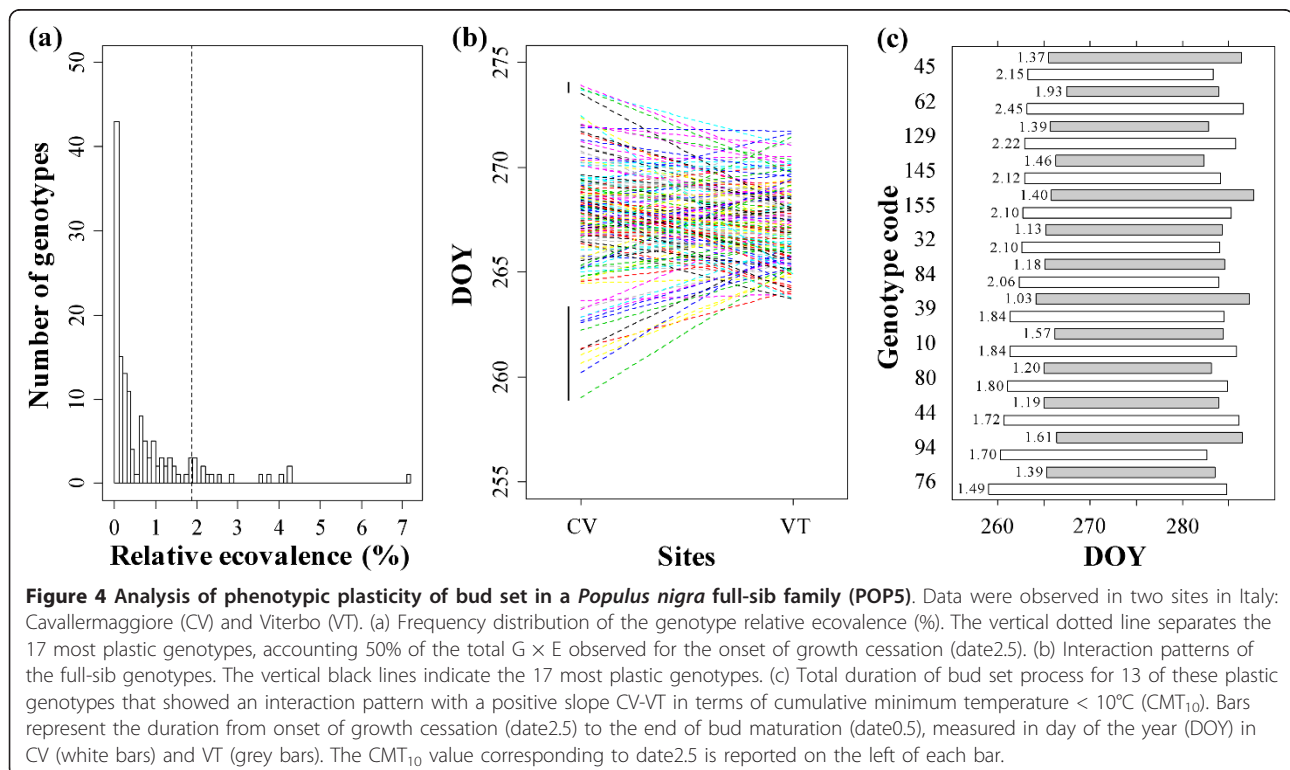 (a)
50
40
30
20
10
0
Number of genotypes
0 1 2 3 4 5 6 7
Relative ecovalence (%)
(b)
275
270
265
260
255
DOY
CV VT
Sites
(c)
Genotype code
45
62
129
145
155
32
84
39
10
80
44
94
76
1.37
2.15
1.93
2.45
1.39
2.22
1.46
2.12
1.40
2.10
1.13
2.10
1.18
2.06
1.03
1.84
1.57
1.84
1.20
1.80
1.19
1.72
1.61
1.70
1.39
1.49
260 270 280
DOY
Figure 4 Analysis of phenotypic plasticity of bud set in a Populus nigra full-sib family (POP5). Data were observed in two sites in Italy:
Cavallermaggiore (CV) and Viterbo (VT). (a) Frequency distribution of the genotype relative ecovalence (%). The vertical dotted line separates the
17 most plastic genotypes, accounting 50% of the total G × E observed for the onset of growth cessation (date2.5). (b) Interaction patterns of
the full-sib genotypes. The vertical black lines indicate the 17 most plastic genotypes. (c) Total duration of bud set process for 13 of these plastic
genotypes that showed an interaction pattern with a positive slope CV-VT in terms of cumulative minimum temperature < 10°C (CMT₁₀). Bars
represent the duration from onset of growth cessation (date2.5) to the end of bud maturation (date0.5), measured in day of the year (DOY) in
CV (white bars) and VT (grey bars). The CMT₁₀ value corresponding to date2.5 is reported on the left of each bar.